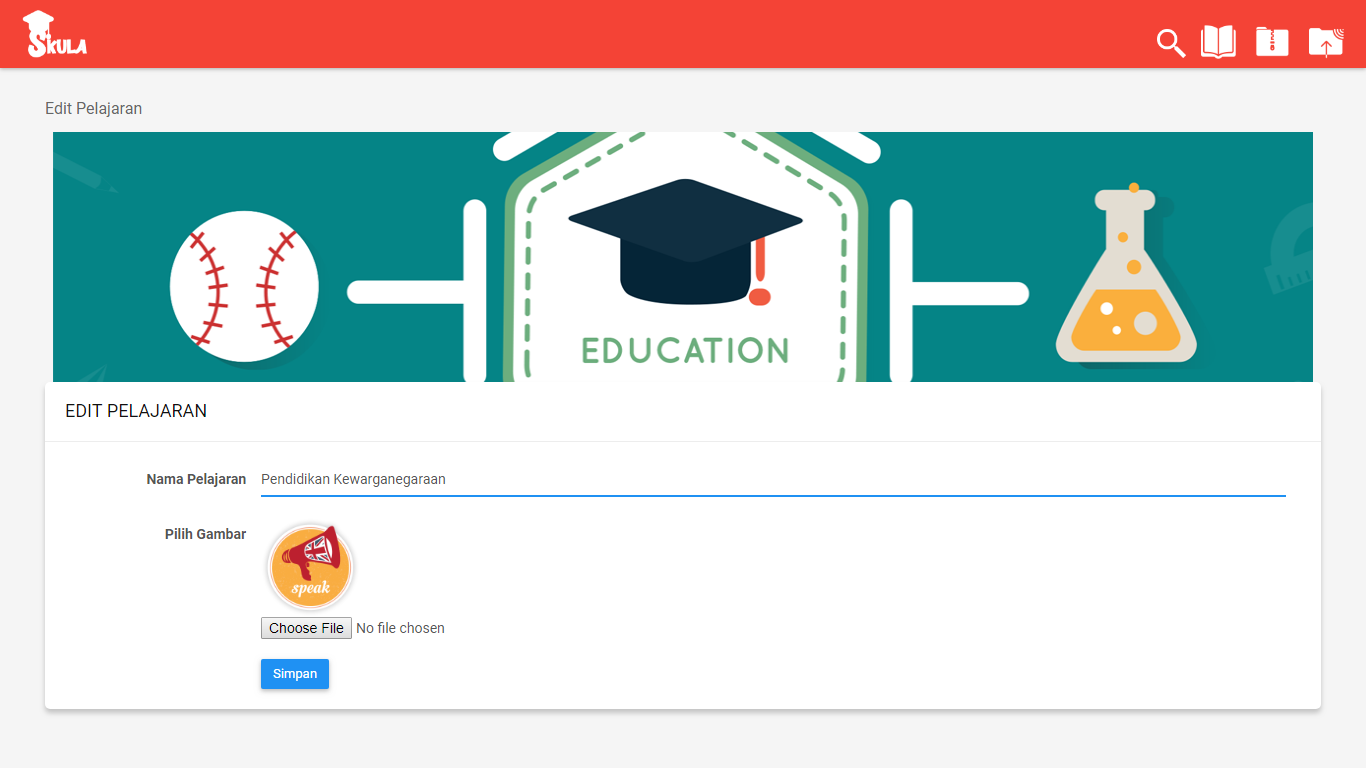 SKULA
Edit Pelajaran
EDUCATION
EDIT PELAJARAN
Nama Pelajaran Pendidikan Kewarganegaraan
Pilih Gambar
speak
Choose File No file chosen
Simpan